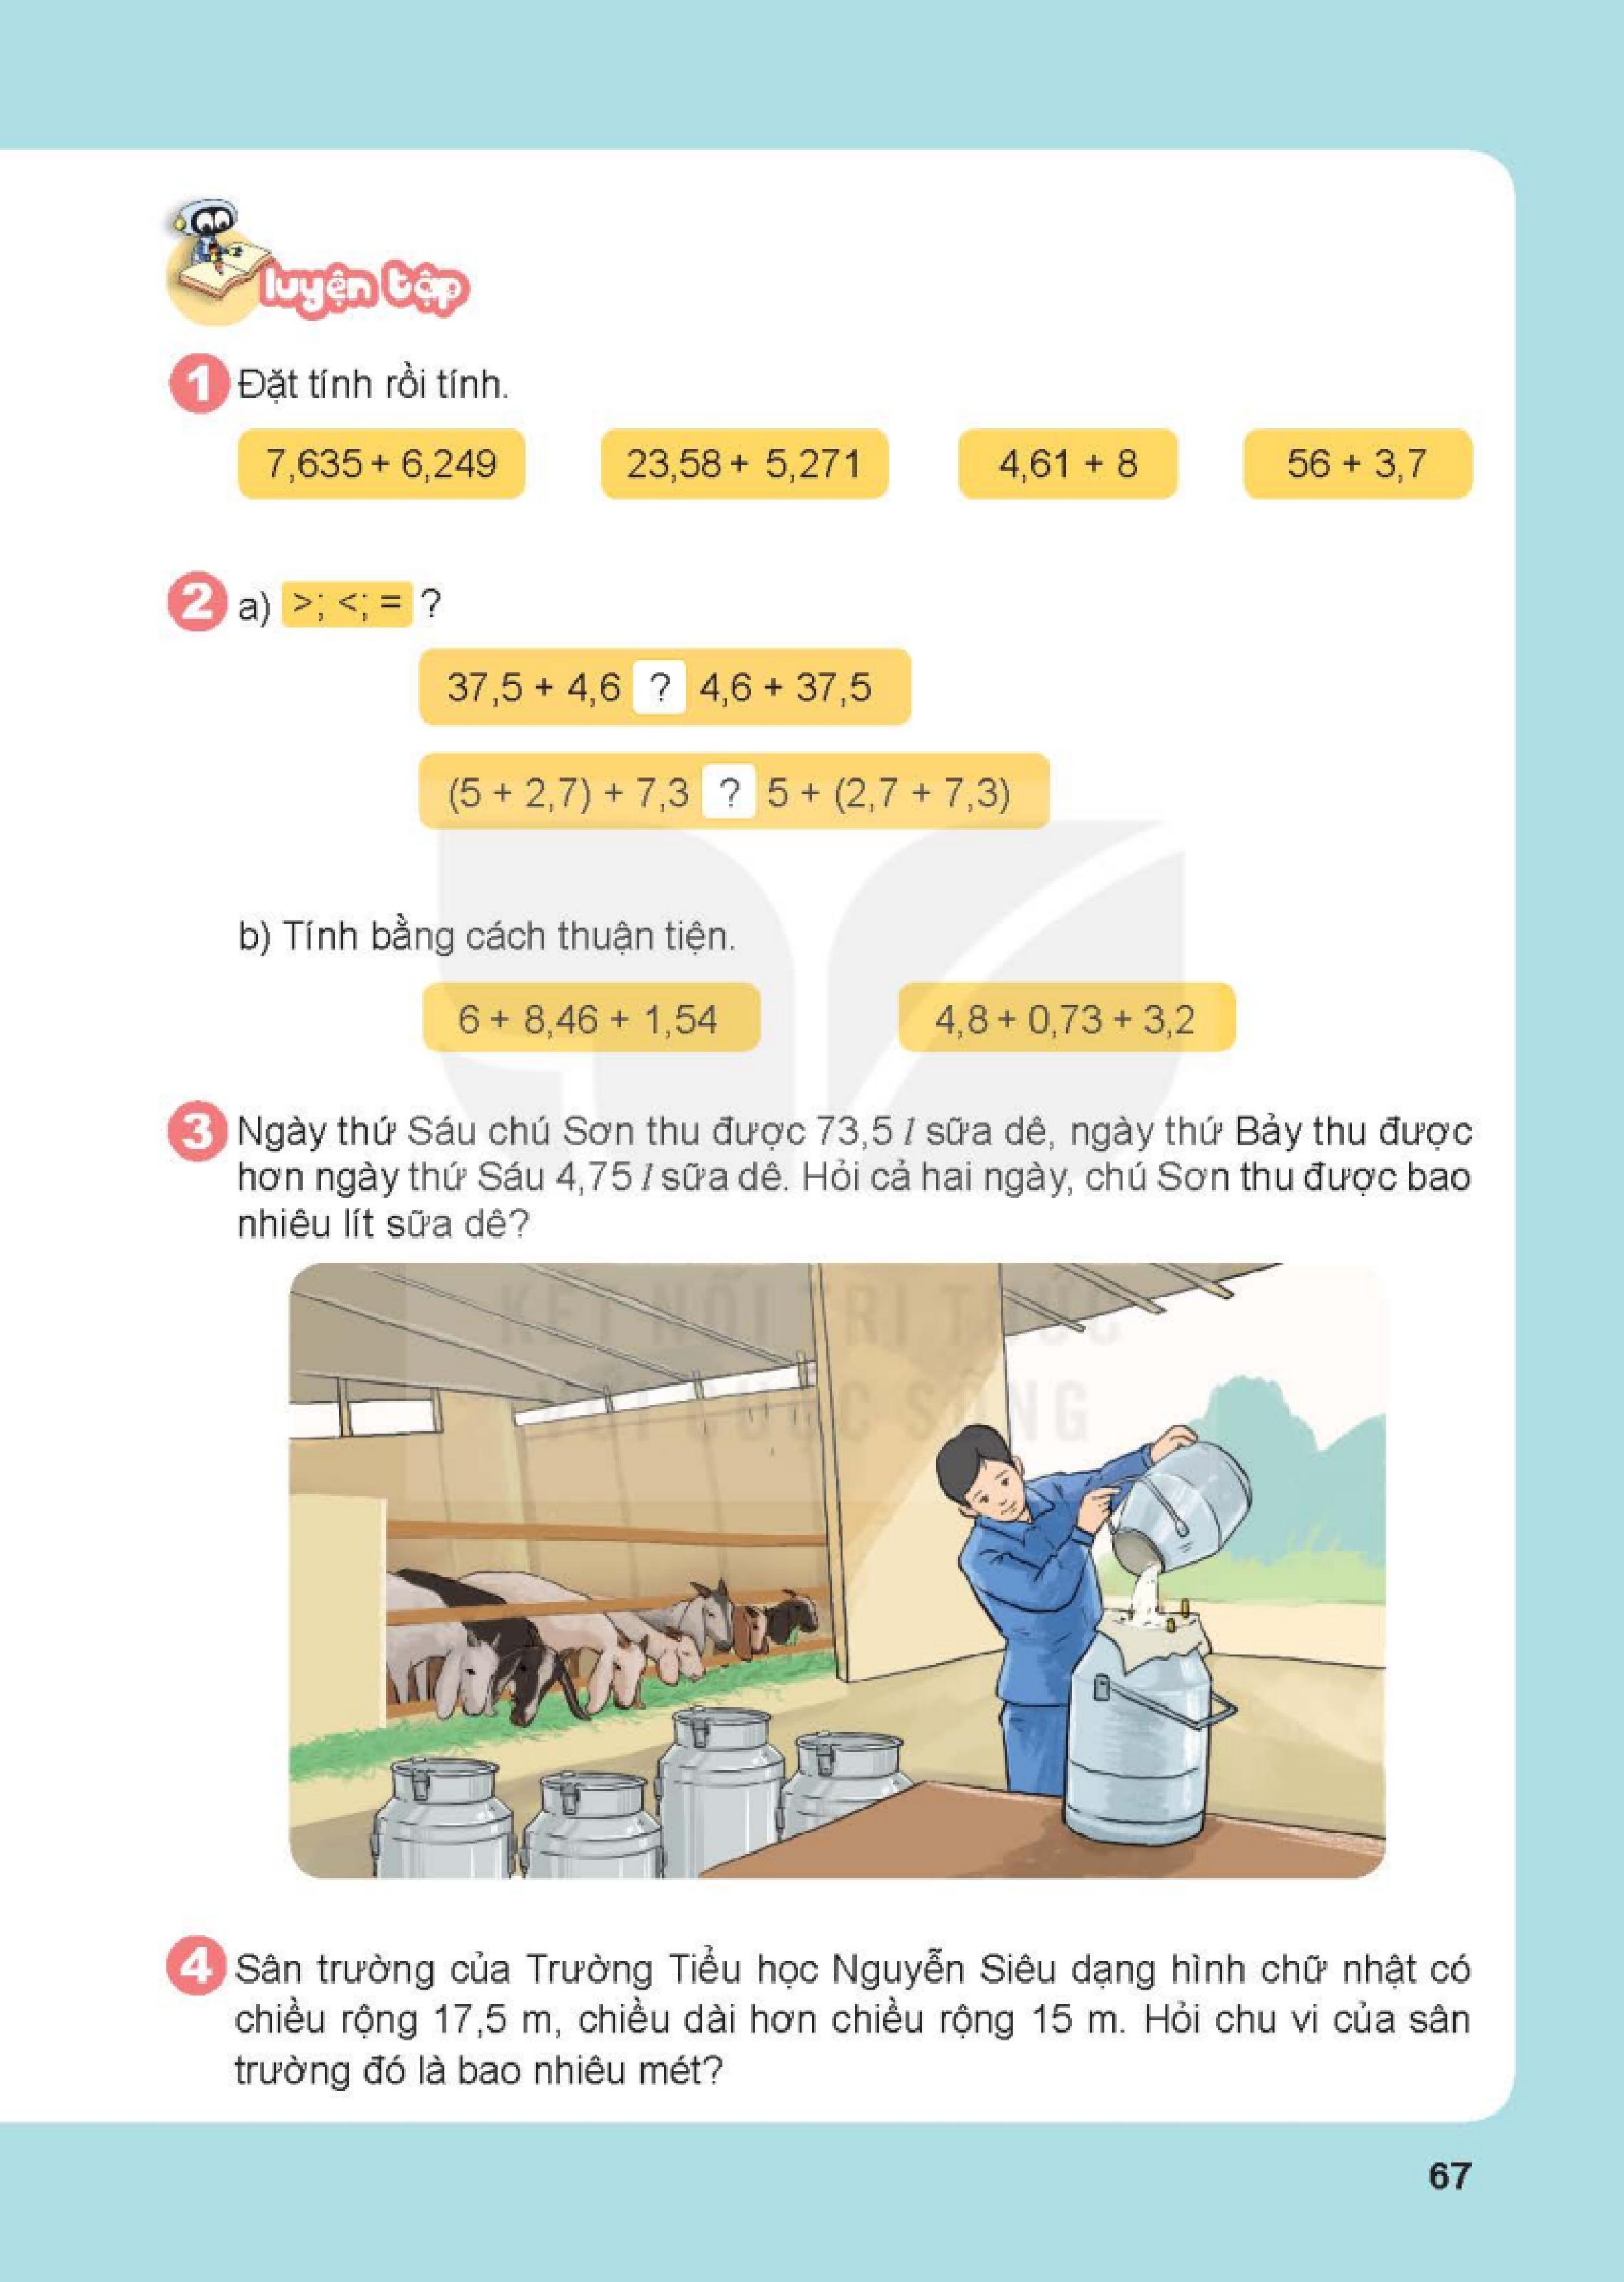 luyện tập
1 Đặt tính rồi tính.
7,635 + 6,249 23,58 + 5,271 4,61 + 8 56 + 3,7
2 a) >; <; = ?
37,5 + 4,6 ? 4,6 + 37,5
(5 + 2,7) + 7,3 ? 5 + (2,7 + 7,3)
b) Tính bằng cách thuận tiện.
6 + 8,46 + 1,54 4,8 + 0,73 + 3,2
3 Ngày thứ Sáu chú Sơn thu được 73,5 l sữa dê, ngày thứ Bảy thu được
hơn ngày thứ Sáu 4,75 l sữa dê. Hỏi cả hai ngày, chú Sơn thu được bao
nhiêu lít sữa dê?
KẾT NỐI TRI THỨC
VỚI CUỘC SỐNG
4 Sân trường của Trường Tiểu học Nguyễn Siêu dạng hình chữ nhật có
chiều rộng 17,5 m, chiều dài hơn chiều rộng 15 m. Hỏi chu vi của sân
trường đó là bao nhiêu mét?
67